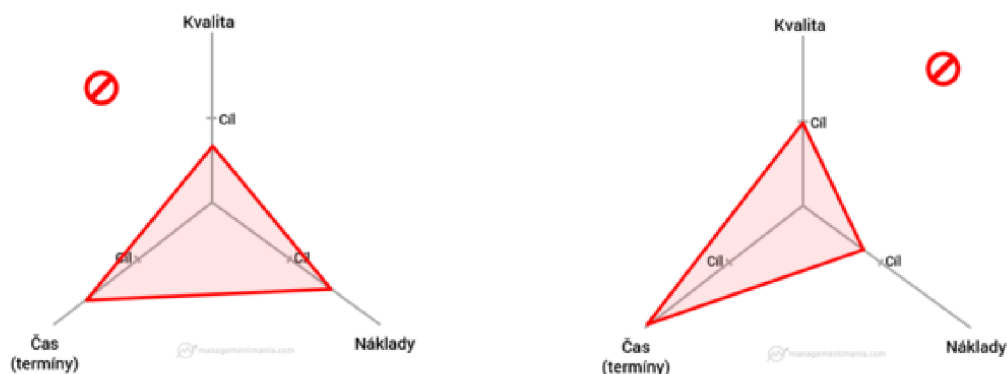 Kvalita
Cíl
Cíl
Cíl
Čas
(termíny)
Náklady
managementmania.com
Kvalita
Cíl
Cíl
Cíl
Čas
(termíny)
Náklady
managementmania.com